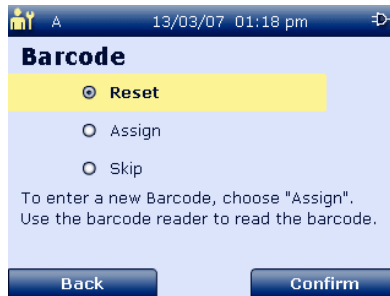 A 13/03/07 01:18 pm
Barcode
Reset
Assign
Skip
To enter a new Barcode, choose "Assign".
Use the barcode reader to read the barcode.
Back Confirm